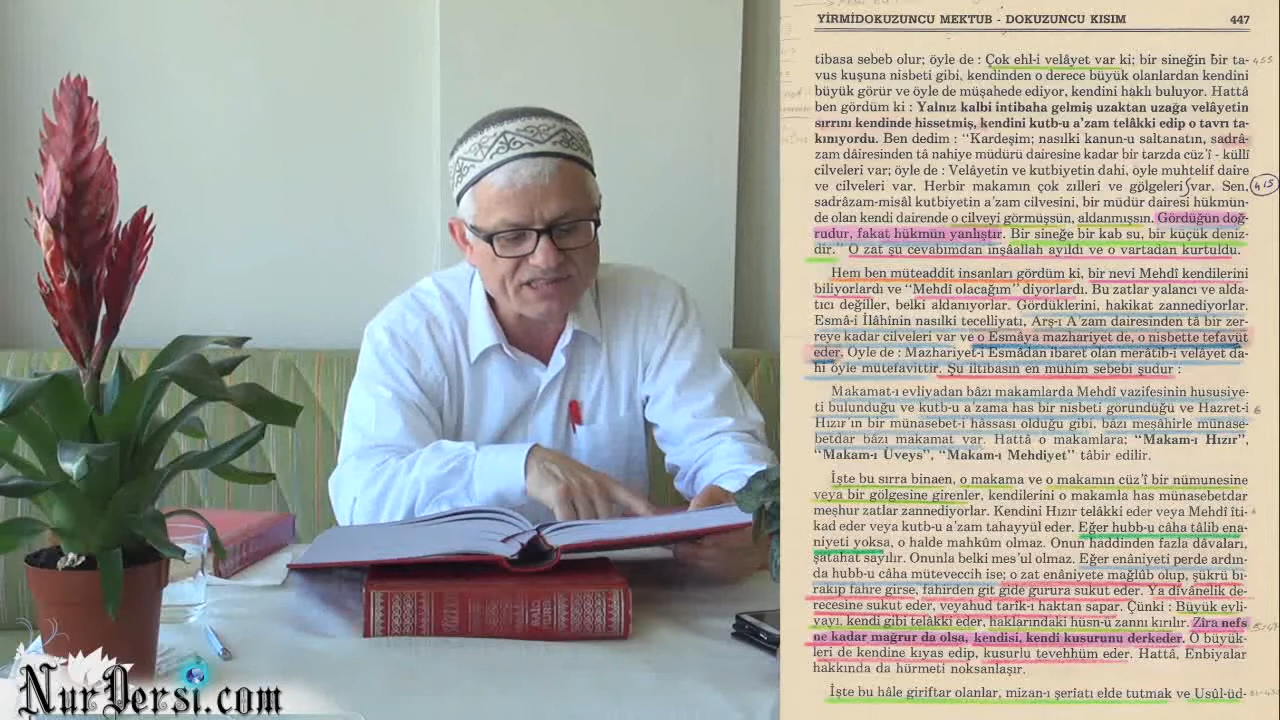 YİRMİDOKUZUNCU MEKTUB - DOKUZUNCU KISIM 447
tibasa sebeb olur; öyle de : Çok ehl-i velâyet var ki; bir sineğin bir ta-
vus kuşuna nisbeti gibi, kendinden o derece büyük olanlardan kendini
büyük görür ve öyle de müşahede ediyor, kendini haklı buluyor. Hattâ
ben gördüm ki : Yalnız kalbi intibaha gelmiş uzaktan uzağa velâyetin
sırrını kendinde hissetmiş, kendini kutb-u a'zam telâkki edip o tavrı ta-
kınıyordu. Ben dedim : "Kardeşim; nasılki kanun-u saltanatın, sadrâ-
zam dâiresinden tâ nahiye müdürü dairesine kadar bir tarzda cüz'î - küllî
cilveleri var; öyle de : Velâyetin ve kutbiyetin dahi, öyle muhtelif daire
ve cilveleri var. Herbir makamın çok zılleri ve gölgeleri var. Sen,
sadrâzam-misâl kutbiyetin a'zam cilvesini, bir müdür dairesi hükmün-
de olan kendi dairende o cilveyi görmüşsün, aldanmışsın. Gördüğün doğ-
rudur, fakat hükmün yanlıştır. Bir sineğe bir kab su, bir küçük deniz-
dir." O zat şu cevabımdan inşâallah ayıldı ve o vartadan kurtuldu.
Hem ben müteaddit insanları gördüm ki, bir nevi Mehdî kendilerini
biliyorlardı ve "Mehdî olacağım" diyorlardı. Bu zatlar yalancı ve alda-
tıcı değiller, belki aldanıyorlar. Gördüklerini, hakikat zannediyorlar.
Esmâ-i İlâhînin nasılki tecelliyatı, Arş-ı A'zam dairesinden tâ bir zer-
reye kadar cilveleri var ve o Esmâya mazhariyet de, o nisbette tefavüt
eder. Öyle de : Mazhariyet-i Esmâdan ibaret olan merâtib-i velâyet da-
hi öyle mütefavittir. Şu iltibasın en mühim sebebi şudur :
Makamat-ı evliyadan bâzı makamlarda Mehdî vazifesinin hususiye-
ti bulunduğu ve kutb-u a'zama has bir nisbeti göründüğü ve Hazret-i
Hızır'ın bir münasebet-i hâssası olduğu gibi, bâzı meşâhirle münase-
betdar bâzı makamat var. Hattâ o makamlara; "Makam-ı Hızır",
"Makam-ı Üveys", "Makam-ı Mehdiyet" tâbir edilir.
İşte bu sırra binaen, o makama ve o makamın cüz'î bir nümunesine
veya bir gölgesine girenler, kendilerini o makamla has münasebetdar
meşhur zatlar zannediyorlar. Kendini Hızır telâkki eder veya Mehdî iti-
kad eder veya kutb-u a'zam tahayyül eder. Eğer hubb-u câha tâlib ena-
niyeti yoksa, o halde mahkûm olmaz. Onun haddinden fazla dâvaları,
şatahat sayılır. Onunla belki mes'ul olmaz. Eğer enâniyeti perde ardın-
da hubb-u câha müteveccih ise; o zat enâniyete mağlûb olup, şükrü bı-
rakıp fahre girse, fahirden git gide gurura sukut eder. Ya divânelik de-
recesine sukut eder, veyahud tarik-i haktan sapar. Çünki : Büyük evli-
yayı, kendi gibi telâkki eder, haklarındaki hüsn-ü zannı kırılır. Zira nefs
ne kadar mağrur da olsa, kendisi, kendi kusurunu derkeder. O büyük-
leri de kendine kıyas edip, kusurlu tevehhüm eder. Hattâ, Enbiyalar
hakkında da hürmeti noksanlaşır.
İşte bu hâle giriftar olanlar, mizan-ı şeriatı elde tutmak ve Usûl-üd-
455
415
NurDersi.com